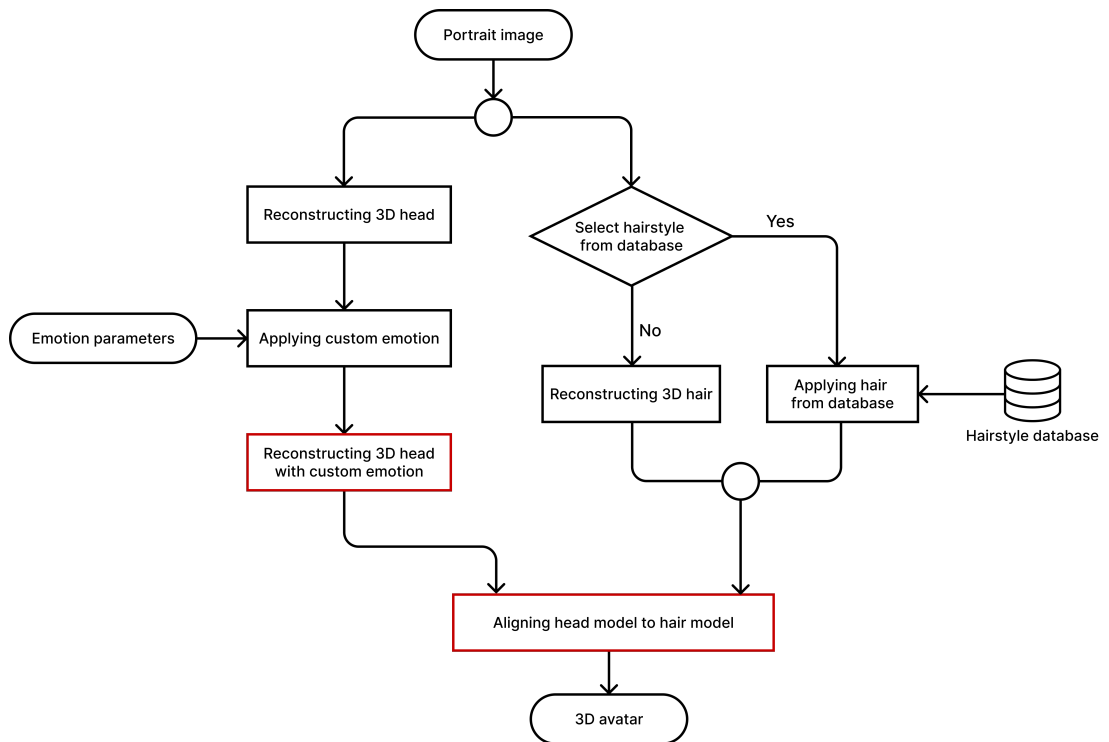 Portrait image
Reconstructing 3D head
Select hairstyle
from database
Yes
Emotion parameters
Applying custom emotion
No
Reconstructing 3D hair
Applying hair
from database
Hairstyle database
Reconstructing 3D head
with custom emotion
Aligning head model to hair model
3D avatar